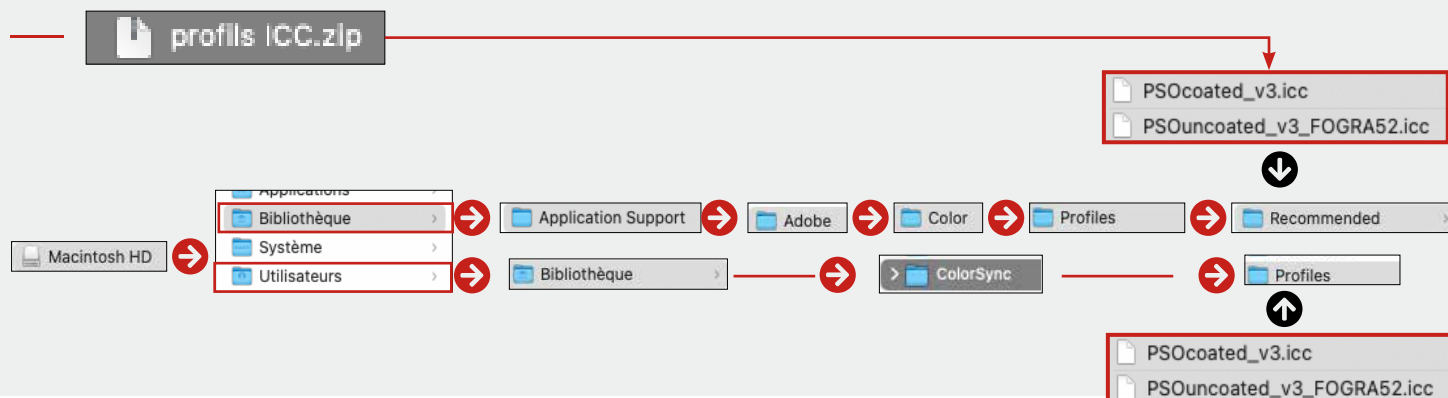 profils ICC.zip
PSOcoated_v3.icc
PSOuncoated_v3_FOGRA52.icc
Applications
Bibliothèque
Application Support
Adobe
Color
Profiles
Recommended
Macintosh HD
Système
Utilisateurs
Bibliothèque
ColorSync
Profiles
PSOcoated_v3.icc
PSOuncoated_v3_FOGRA52.icc